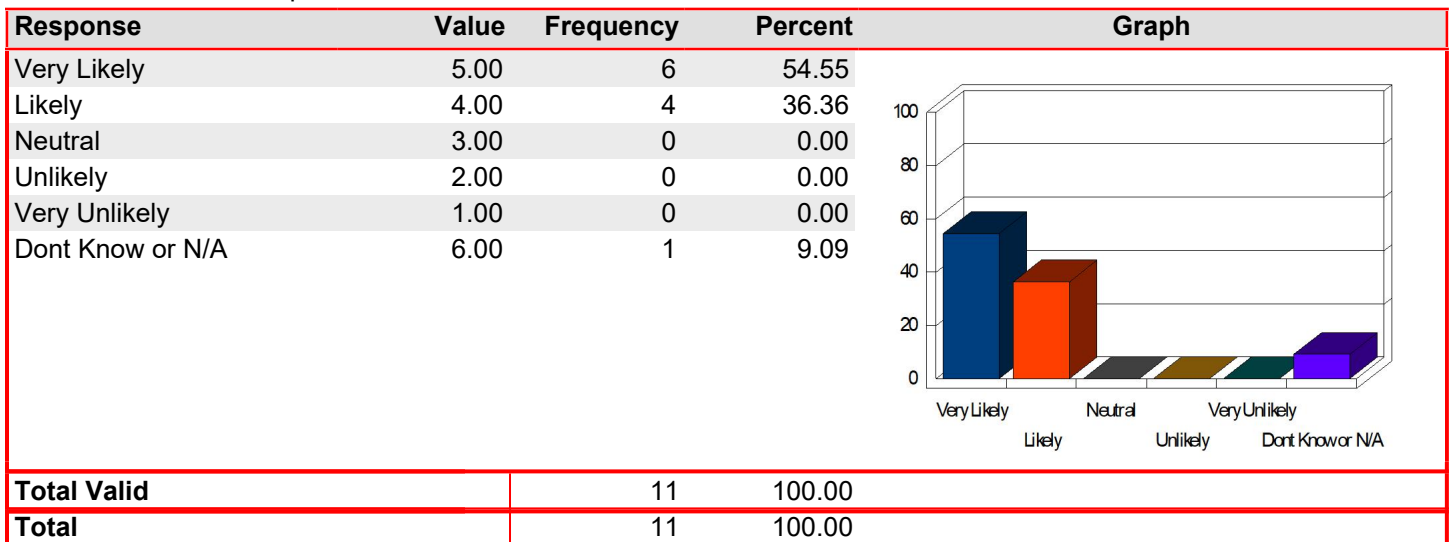 Response Value Frequency Percent Graph
Very Likely 5.00 6 54.55
Likely 4.00 4 36.36
Neutral 3.00 0 0.00
Unlikely 2.00 0 0.00
Very Unlikely 1.00 0 0.00
Dont Know or N/A 6.00 1 9.09
100
80
60
40
20
0
Very Likely Neutral Very Unlikely
Likely Unlikely Dont Know or N/A
Total Valid 11 100.00
Total 11 100.00